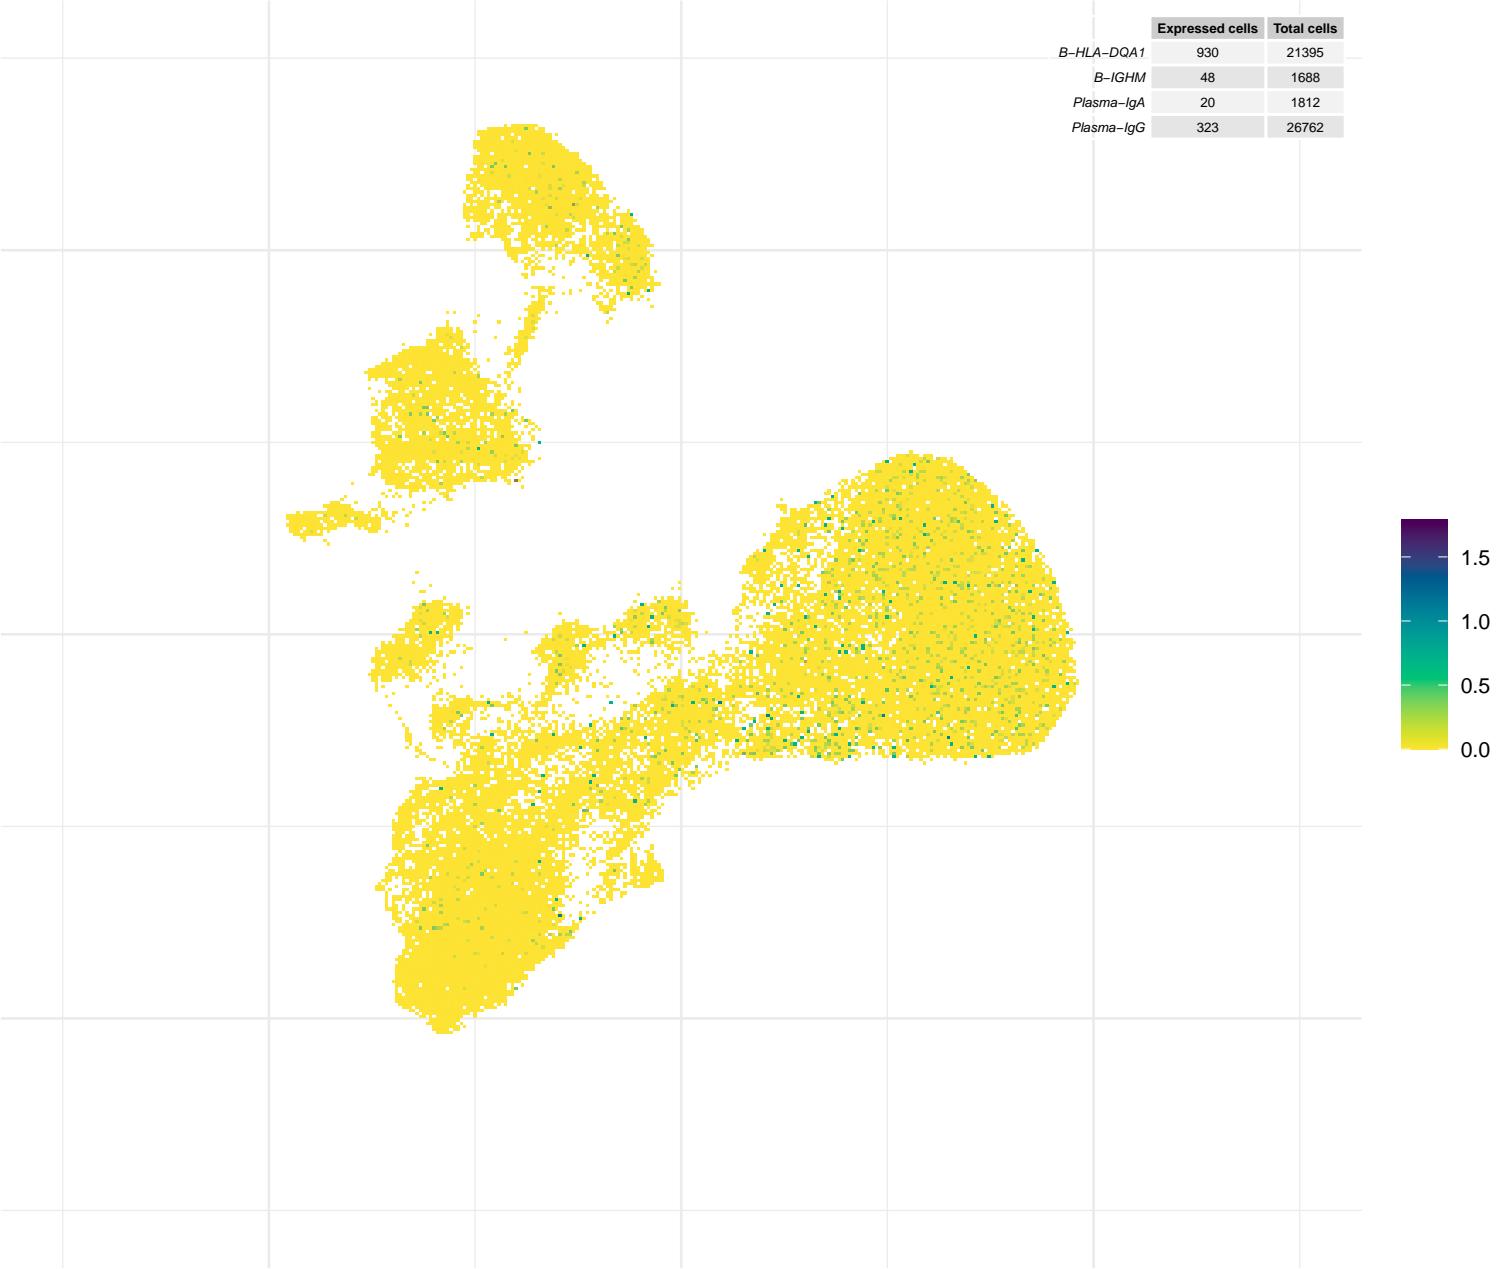 Expressed cells Total cells
B−HLA−DQA1 930 21395
B−IGHM 48 1688
Plasma−IgA 20 1812
Plasma−IgG 323 26762
1.5
1.0
0.5
0.0